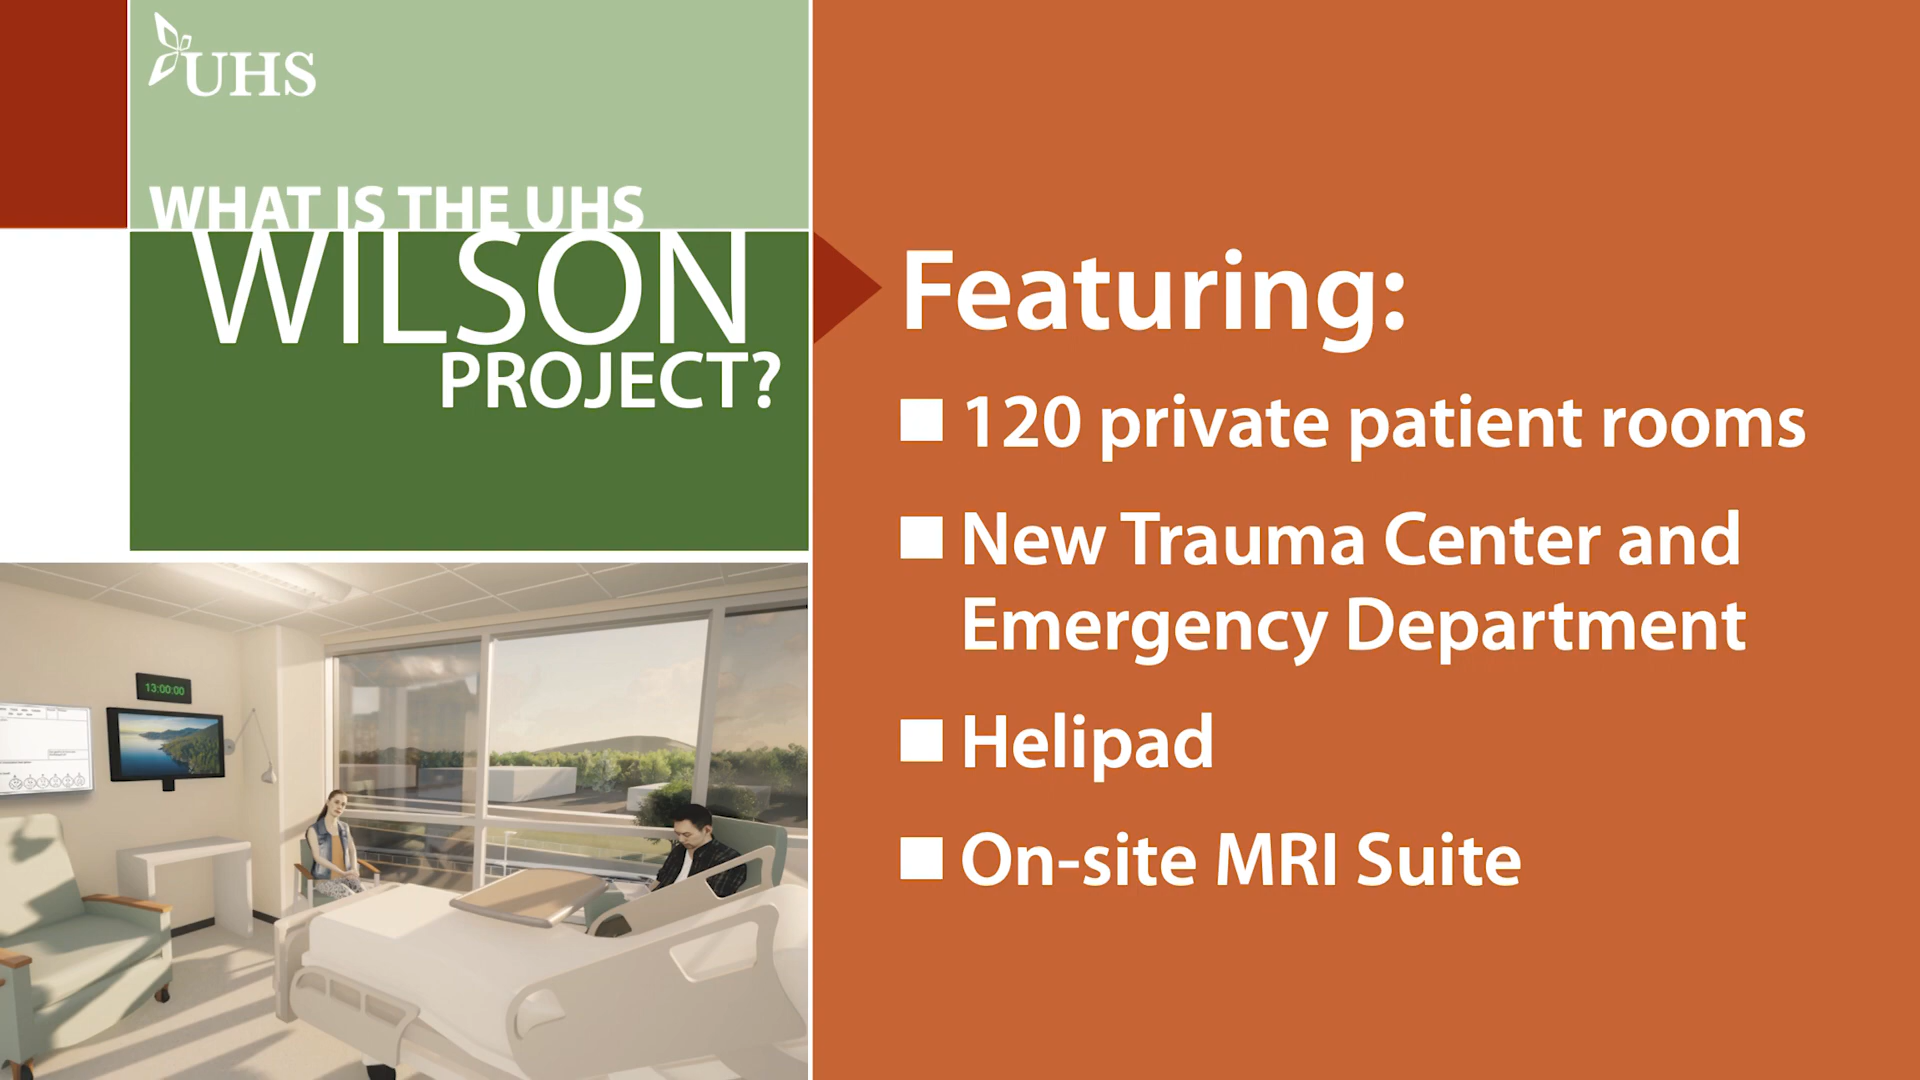 UHS
WHAT IS THE UHS
WILSON
PROJECT?
Featuring:
120 private patient rooms
New Trauma Center and
Emergency Department
Helipad
On-site MRI Suite
13:00:00